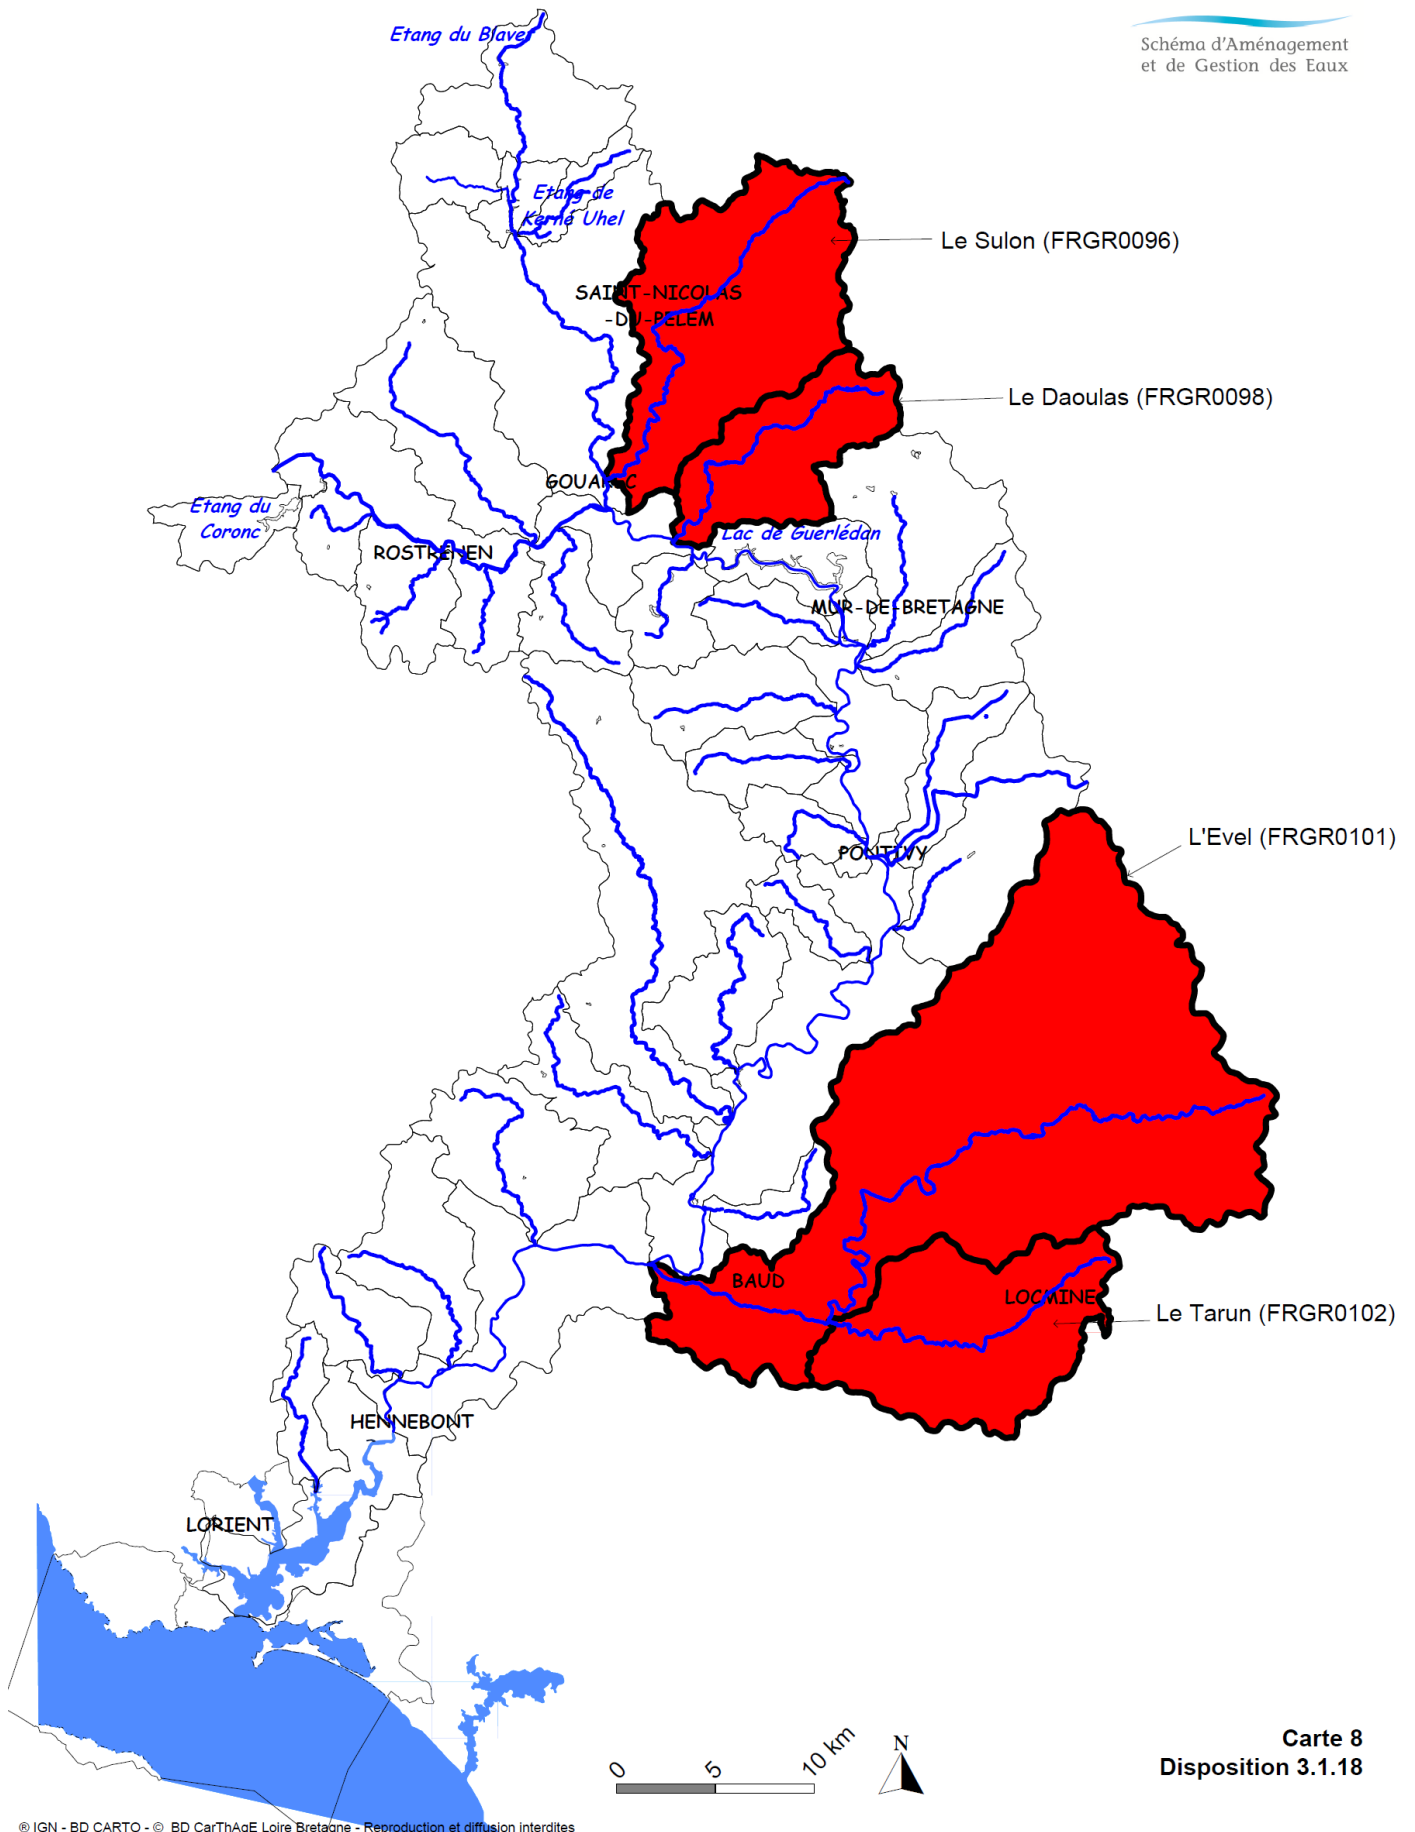 Schéma d'Aménagement
et de Gestion des Eaux
Etang du Blavet
Etang de
Kerné Uhel
Le Sulon (FRGR0096)
SAINT-NICOLAS
-DU-PELEM
Le Daoulas (FRGR0098)
GOUAREC
Etang du
Coronc
Lac de Guerlédan
ROSTRENEN
MUR-DE-BRETAGNE
L'Evel (FRGR0101)
PONTIVY
BAUD
LOCMINE
Le Tarun (FRGR0102)
HENNEBONT
LORIENT
0 5 10 km
N
Carte 8
Disposition 3.1.18
® IGN - BD CARTO - © BD CarThAgE Loire Bretagne - Reproduction et diffusion interdites